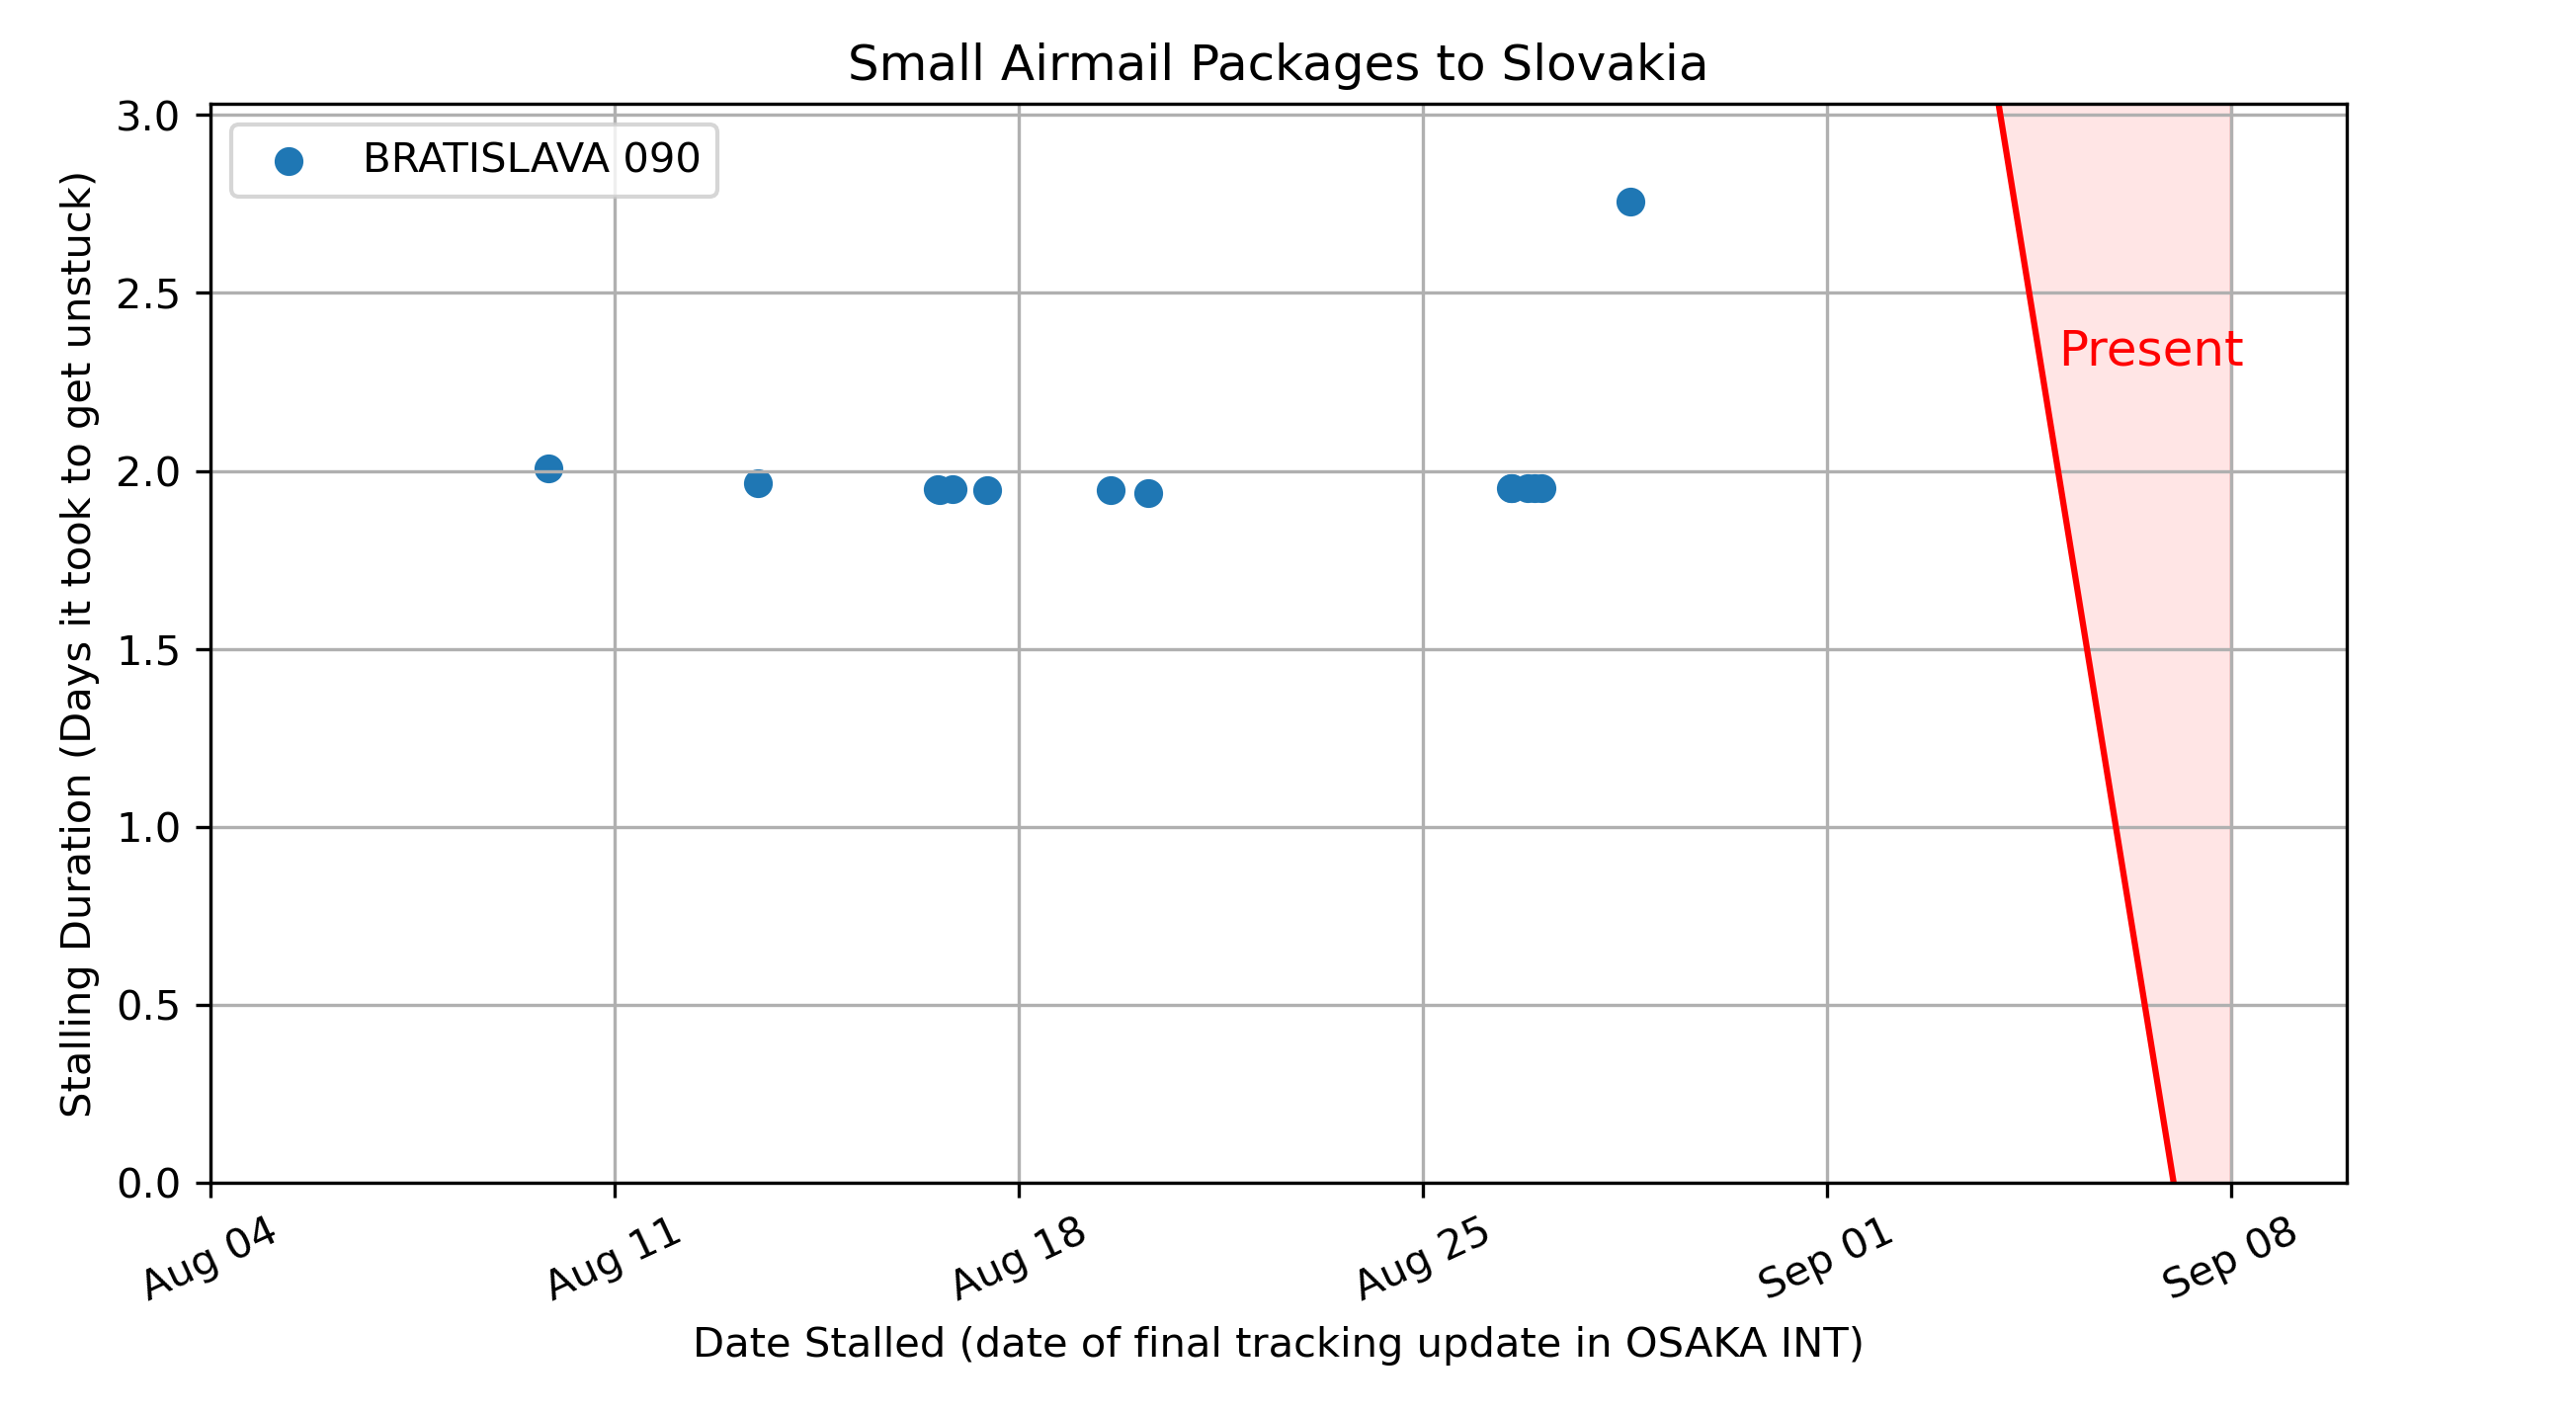 Small Airmail Packages to Slovakia
BRATISLAVA 090
Present
Stalling Duration (Days it took to get unstuck)
3.0
2.5
2.0
1.5
1.0
0.5
0.0
Aug 04
Aug 11
Aug 18
Aug 25
Sep 01
Sep 08
Date Stalled (date of final tracking update in OSAKA INT)